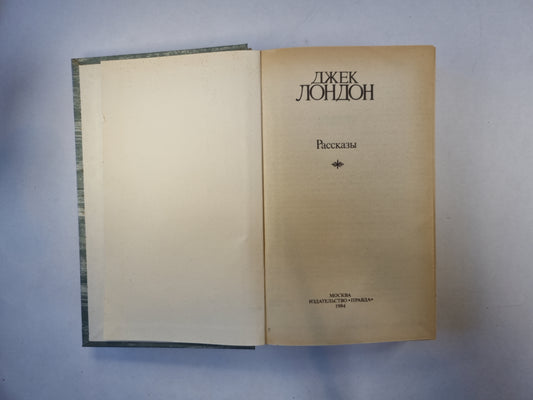 ДЖЕК
ЛОНДОН
Рассказы
МОСКВА
ИЗДАТЕЛЬСТВО «ПРАВДА»
1984